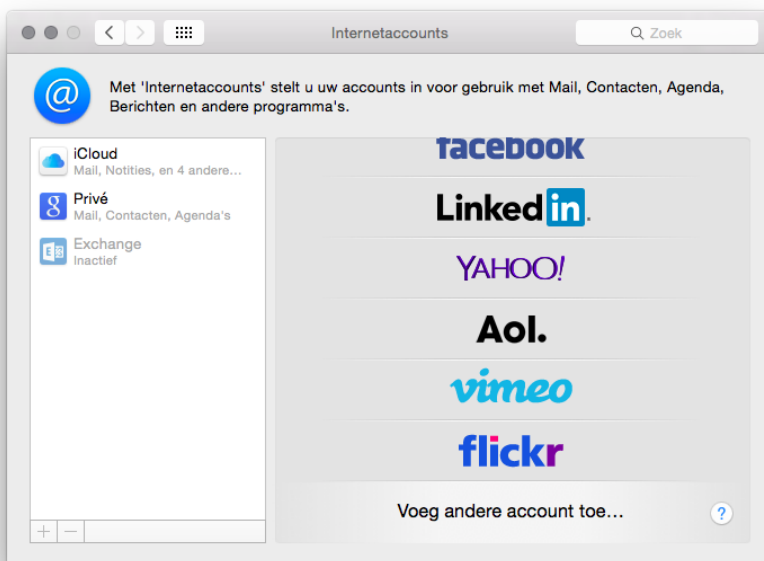 Internetaccounts
Zoek
Met 'Internetaccounts' stelt u uw accounts in voor gebruik met Mail, Contacten, Agenda,
Berichten en andere programma's.
iCloud
Mail, Notities, en 4 andere...
Privé
Mail, Contacten, Agenda's
Exchange
Inactief
facebook
Linkedin.
YAHOO!
Aol.
vimeo
flickr
Voeg andere account toe...
?